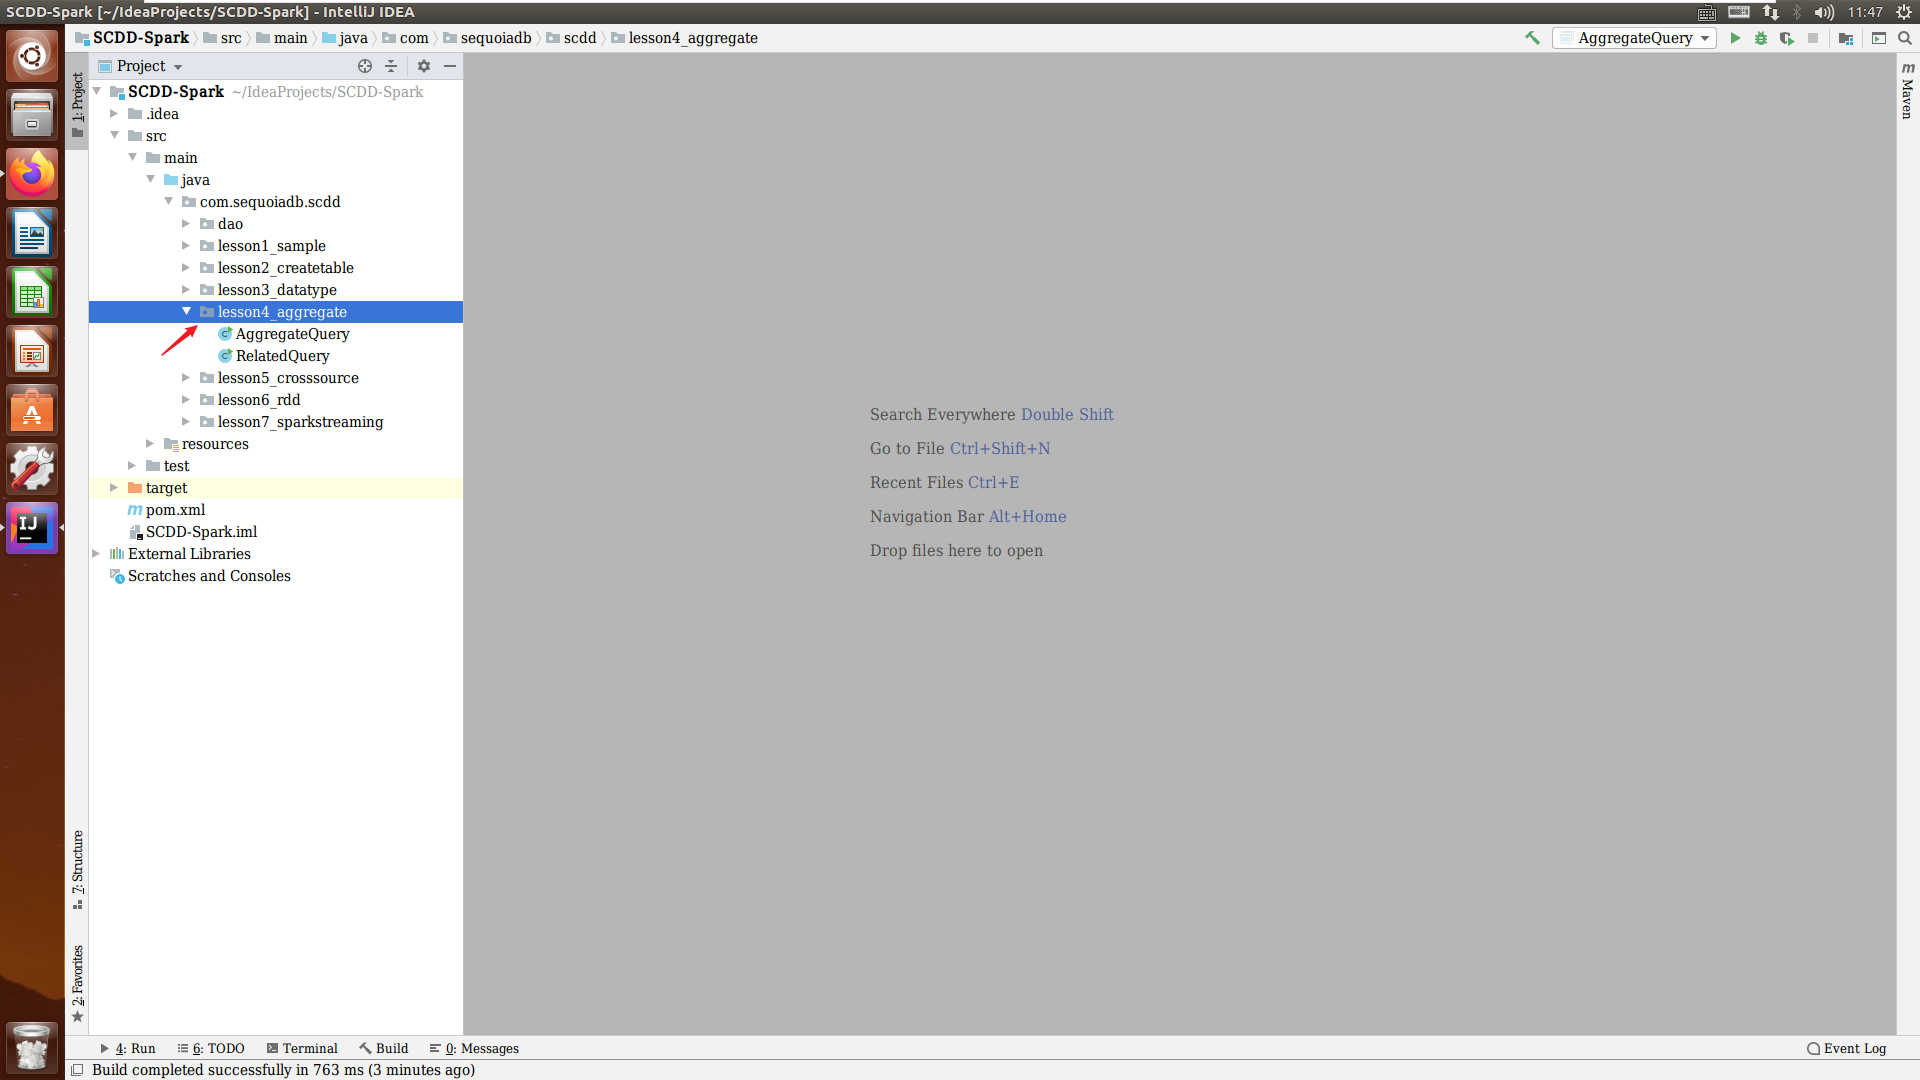 SCDD-Spark [~/IdeaProjects/SCDD-Spark] - IntelliJ IDEA
11:47
SCDD-Spark src main java com sequoiadb scdd lesson4_aggregate
AggregateQuery
Project
SCDD-Spark ~/IdeaProjects/SCDD-Spark
.idea
src
main
java
com.sequoiadb.scdd
dao
lesson1_sample
lesson2_createtable
lesson3_datatype
lesson4_aggregate
AggregateQuery
RelatedQuery
lesson5_crosssource
lesson6_rdd
lesson7_sparkstreaming
resources
test
target
pom.xml
SCDD-Spark.iml
External Libraries
Scratches and Consoles
1: Project
7: Structure
2: Favorites
Search Everywhere Double Shift
Go to File Ctrl+Shift+N
Recent Files Ctrl+E
Navigation Bar Alt+Home
Drop files here to open
Maven
4: Run 6: TODO Terminal Build 0: Messages
Event Log
Build completed successfully in 763 ms (3 minutes ago)